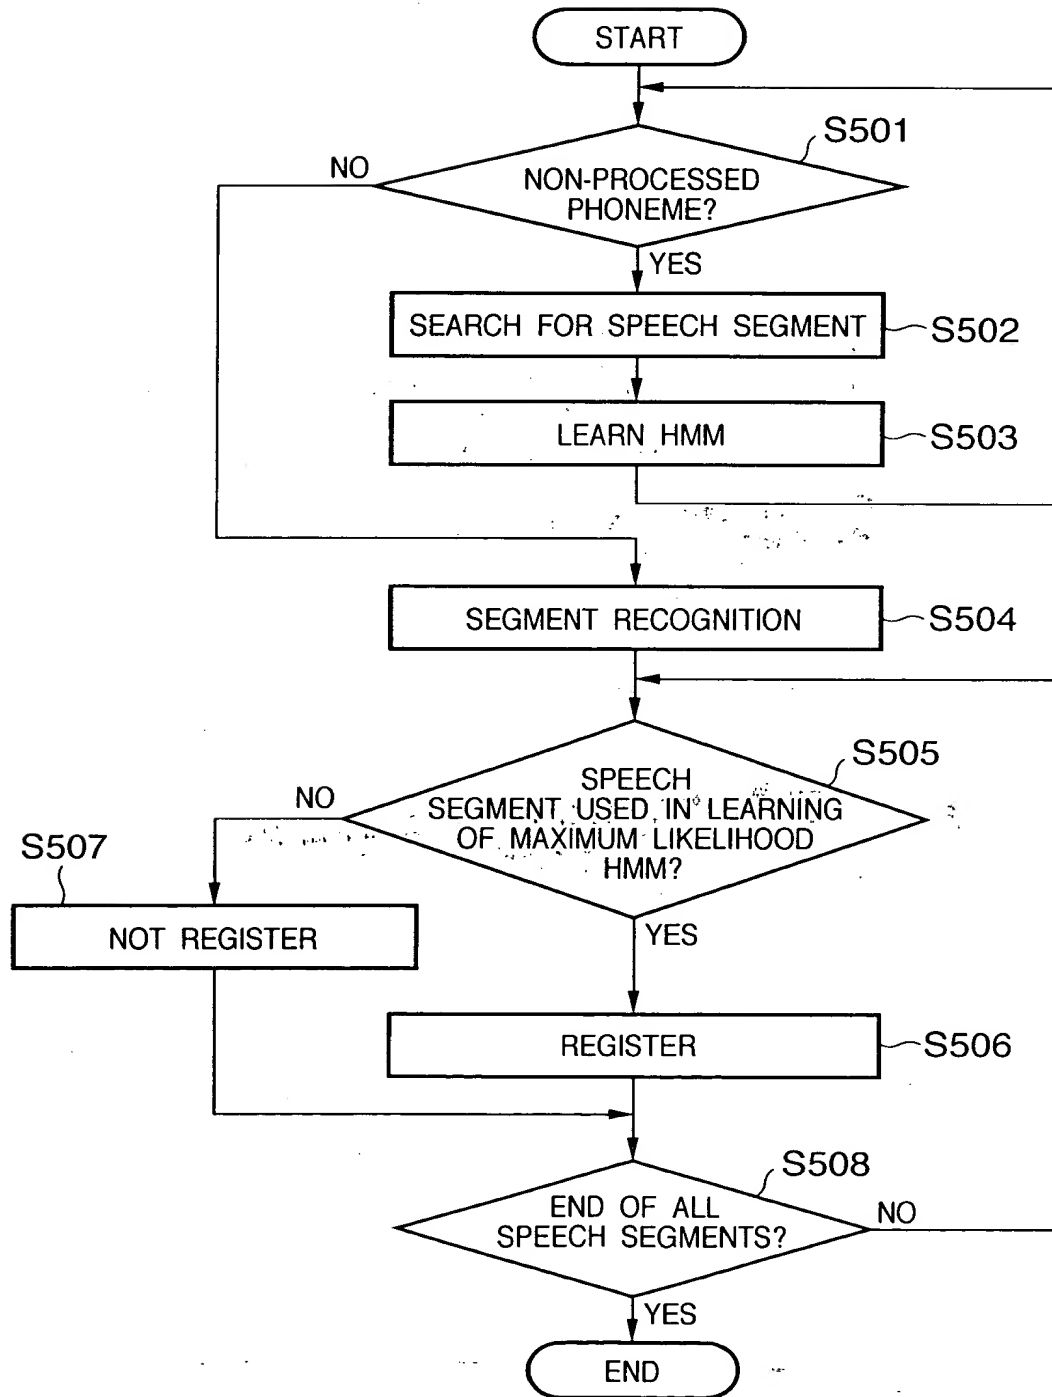 START
S501
NO
NON-PROCESSED
PHONEME?
YES
SEARCH FOR SPEECH SEGMENT
S502
LEARN HMM
S503
SEGMENT RECOGNITION
S504
S505
NO
SPEECH
SEGMENT USED IN LEARNING
OF MAXIMUM LIKELIHOOD
HMM?
S507
NOT REGISTER
YES
REGISTER
S506
S508
END OF ALL
SPEECH SEGMENTS?
NO
YES
END